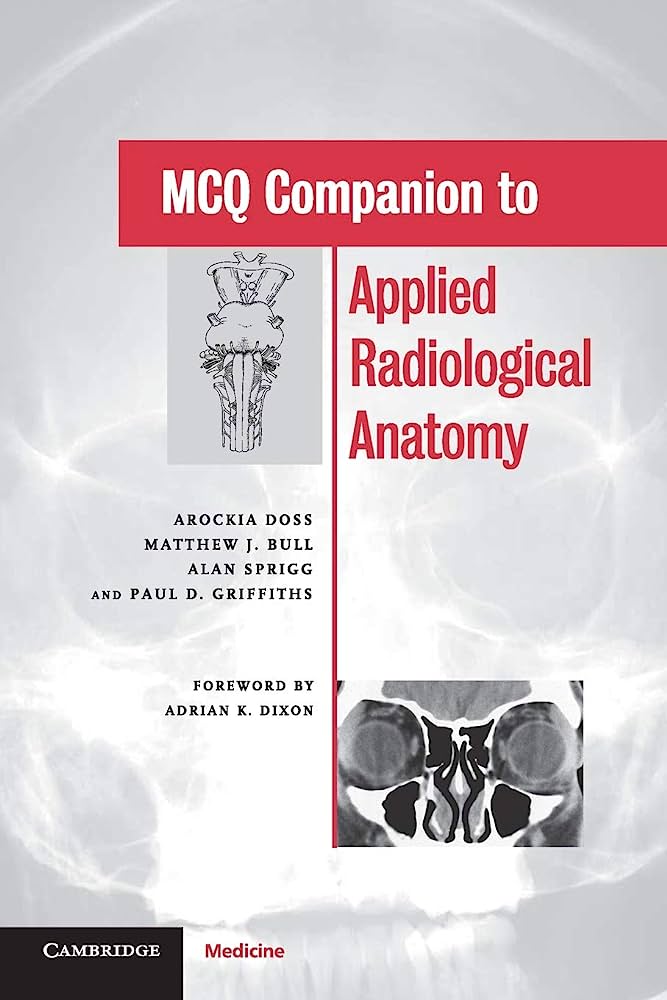 MCQ Companion to
Applied
Radiological
Anatomy
AROCKIA DOSS
MATTHEW J. BULL
ALAN SPRIGG
AND PAUL D. GRIFFITHS
FOREWORD BY
ADRIAN K. DIXON
CAMBRIDGE
Medicine